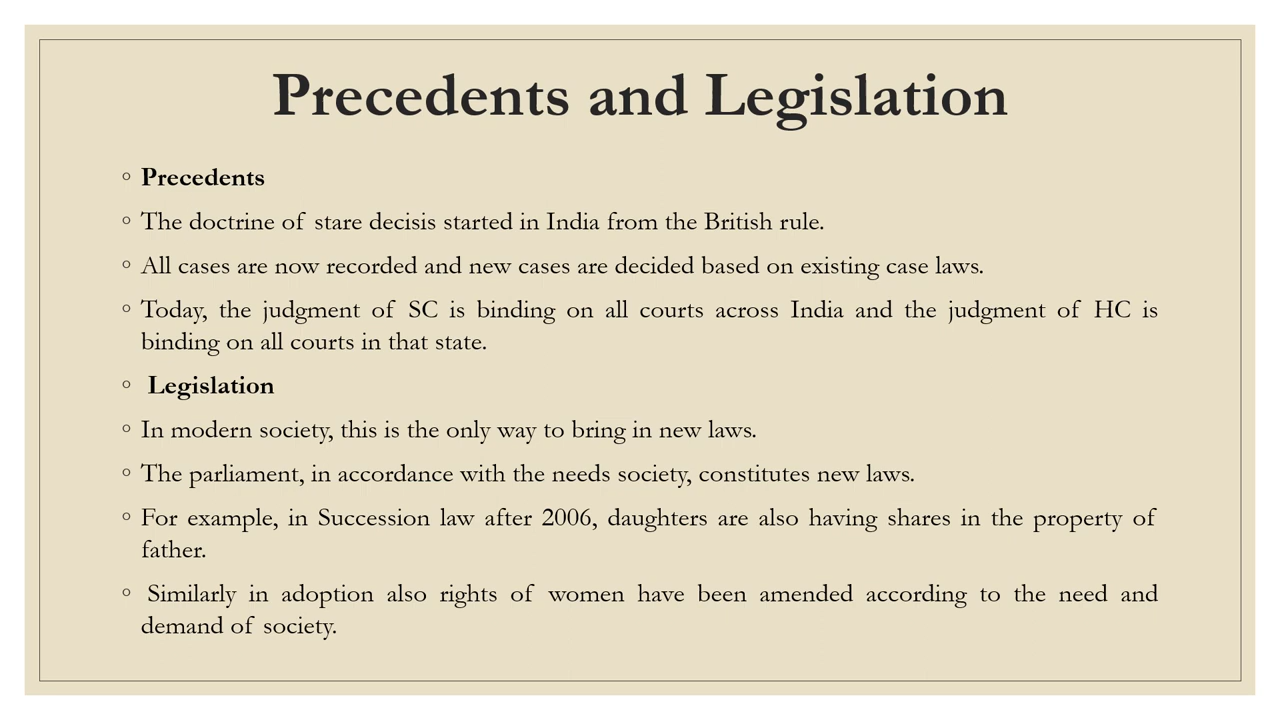 Precedents and Legislation
◦ Precedents
◦ The doctrine of stare decisis started in India from the British rule.
◦ All cases are now recorded and new cases are decided based on existing case laws.
◦ Today, the judgment of SC is binding on all courts across India and the judgment of HC is
binding on all courts in that state.
◦ Legislation
◦ In modern society, this is the only way to bring in new laws.
◦ The parliament, in accordance with the needs society, constitutes new laws.
◦ For example, in Succession law after 2006, daughters are also having shares in the property of
father.
◦ Similarly in adoption also rights of women have been amended according to the need and
demand of society.